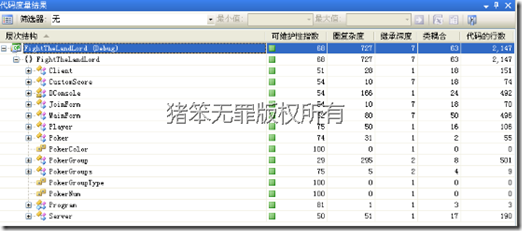 代码度量结果
筛选器: 无 最小值: 最大值:
层次结构 可维护性指数 圈复杂度 继承深度 类耦合 代码的行数
FightTheLandLord (Debug) 68 727 7 63 2,147
{} FightTheLandLord 68 727 7 63 2,147
Client 51 28 1 18 151
CustomScore 54 14 7 18 74
DConsole 54 166 1 24 492
JoinForm 54 10 7 18 70
MainForm 52 80 7 50 496
Player 75 50 1 16 106
Poker 74 31 1 2 55
PokerColor 100 0 1 0 0
PokerGroup 29 295 2 8 501
PokerGroups 75 5 2 4 9
PokerGroupType 100 0 1 0 0
PokerNum 100 0 1 0 0
Program 81 1 1 3 3
Server 50 51 1 17 190
猪笨无罪版权所有